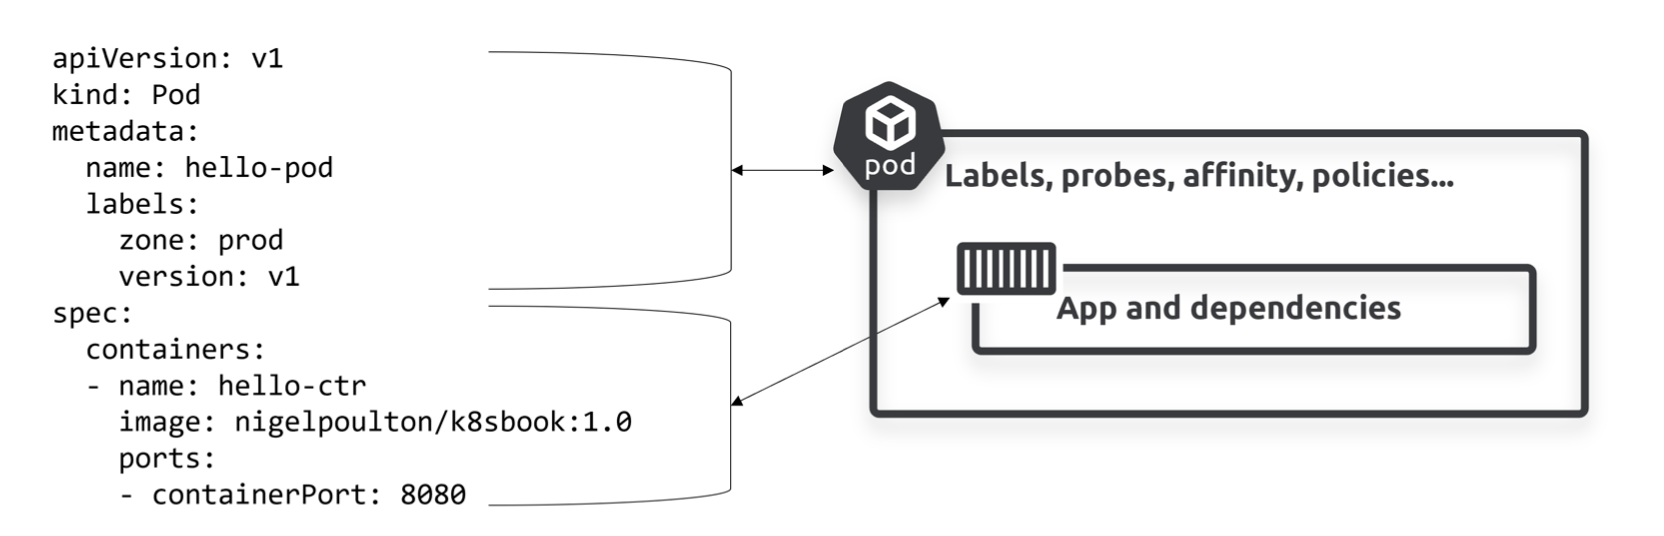 apiVersion: v1
kind: Pod
metadata:
  name: hello-pod
  labels:
    zone: prod
    version: v1
spec:
  containers:
  - name: hello-ctr
    image: nigelpoulton/k8sbook:1.0
    ports:
    - containerPort: 8080
pod
Labels, probes, affinity, policies...
App and dependencies